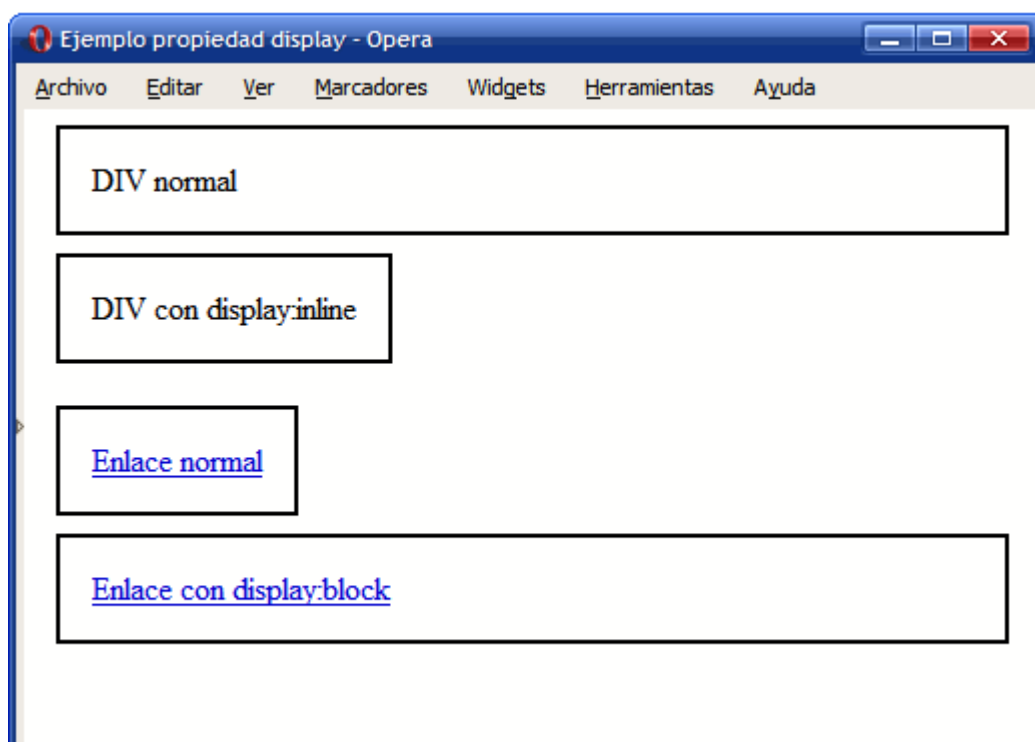 Ejemplo propiedad display - Opera
Archivo Editar Ver Marcadores Widgets Herramientas Ayuda
DIV normal
DIV con display:inline
Enlace normal
Enlace con display:block